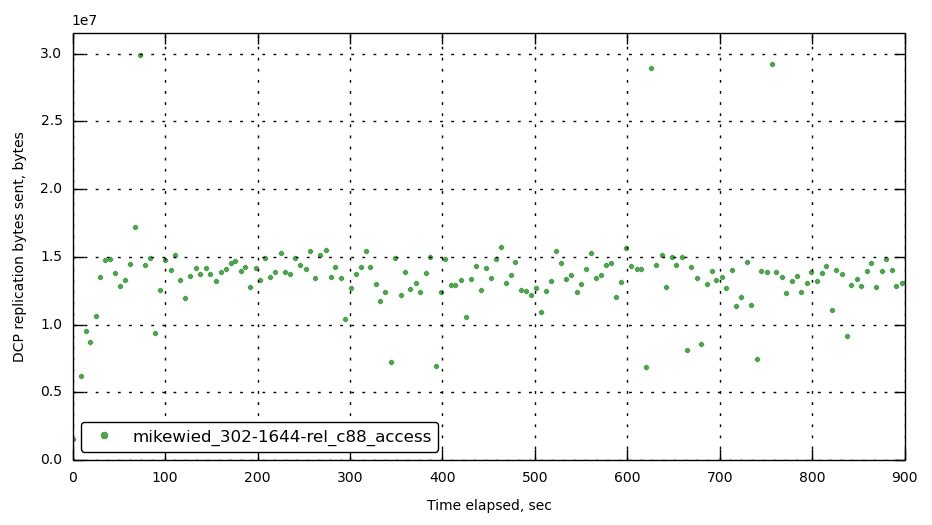 1e7
3.0
2.5
2.0
1.5
1.0
0.5
0.0
DCP replication bytes sent, bytes
mikewied_302-1644-rel_c88_access
0 100 200 300 400 500 600 700 800 900
Time elapsed, sec